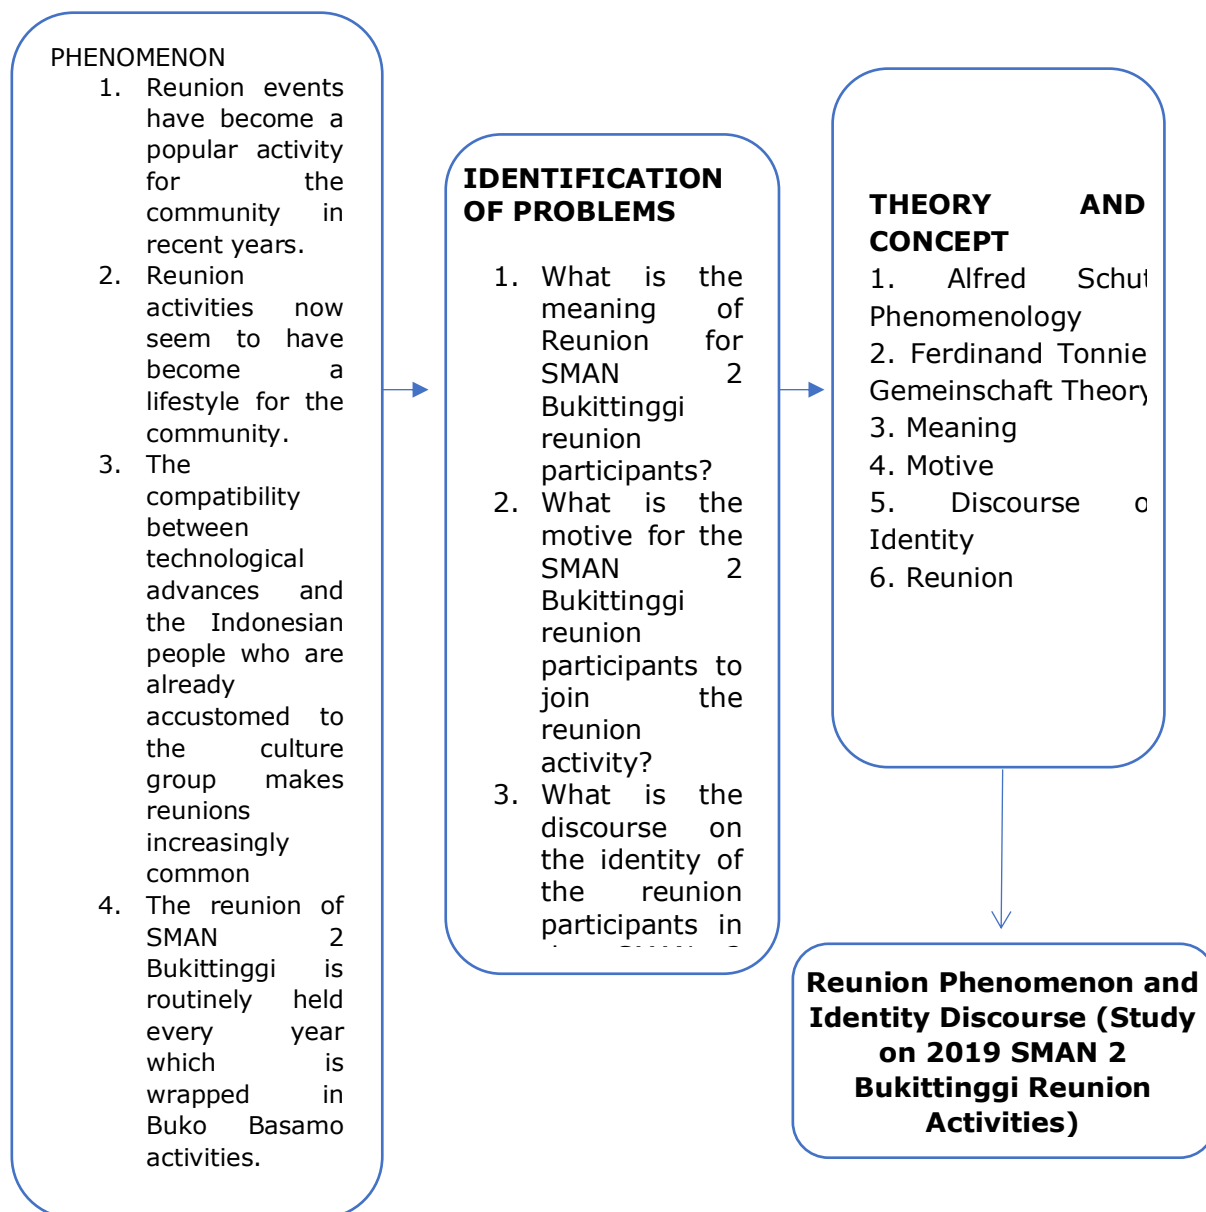 PHENOMENON
1. Reunion events
have become a
popular activity
for the
community in
recent years.
2. Reunion
activities now
seem to have
become a
lifestyle for the
community.
3. The
compatibility
between
technological
advances and
the Indonesian
people who are
already
accustomed to
the culture
group makes
reunions
increasingly
common
4. The reunion of
SMAN 2
Bukittinggi is
routinely held
every year
which is
wrapped in
Buko Basamo
activities.
IDENTIFICATION
OF PROBLEMS
1. What is the
meaning of
Reunion for
SMAN 2
Bukittinggi
reunion
participants?
2. What is the
motive for the
SMAN 2
Bukittinggi
reunion
participants to
join the
reunion
activity?
3. What is the
discourse on
the identity of
the reunion
participants in
THEORY AND
CONCEPT
1. Alfred Schut
Phenomenology
2. Ferdinand Tonnie
Gemeinschaft Theory
3. Meaning
4. Motive
5. Discourse o
Identity
6. Reunion
Reunion Phenomenon and
Identity Discourse (Study
on 2019 SMAN 2
Bukittinggi Reunion
Activities)